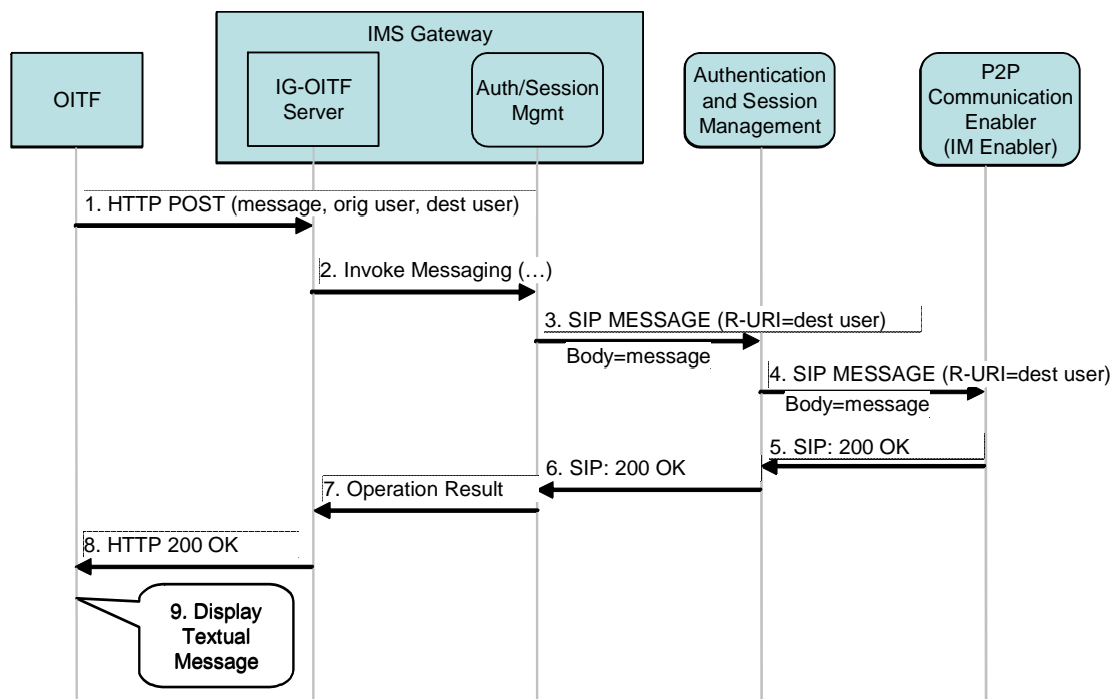 IMS Gateway
OITF
IG-OITF
Server
Auth/Session
Mgmt
Authentication
and Session
Management
P2P
Communication
Enabler
(IM Enabler)
1. HTTP POST (message, orig user, dest user)
2. Invoke Messaging (…)
3. SIP MESSAGE (R-URI=dest user)
Body=message
4. SIP MESSAGE (R-URI=dest user)
Body=message
5. SIP: 200 OK
6. SIP: 200 OK
7. Operation Result
8. HTTP 200 OK
9. Display
Textual
Message